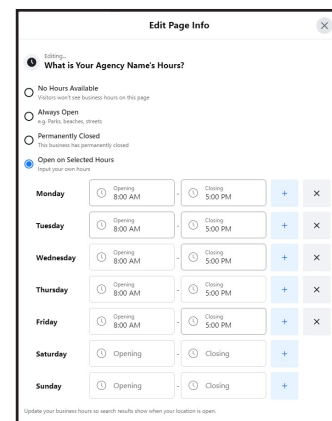 Edit Page Info
Editing...
What is Your Agency Name's Hours?
No Hours Available
Visitors won't see business hours on this page
Always Open
e.g. Parks, beaches, streets
Permanently Closed
This business has permanently closed
Open on Selected Hours
Input your own hours
Monday Opening 8:00 AM - Closing 5:00 PM + ×
Tuesday Opening 8:00 AM - Closing 5:00 PM + ×
Wednesday Opening 8:00 AM - Closing 5:00 PM + ×
Thursday Opening 8:00 AM - Closing 5:00 PM + ×
Friday Opening 8:00 AM - Closing 5:00 PM + ×
Saturday Opening - Closing +
Sunday Opening - Closing +
Update your business hours so search results show when your location is open.